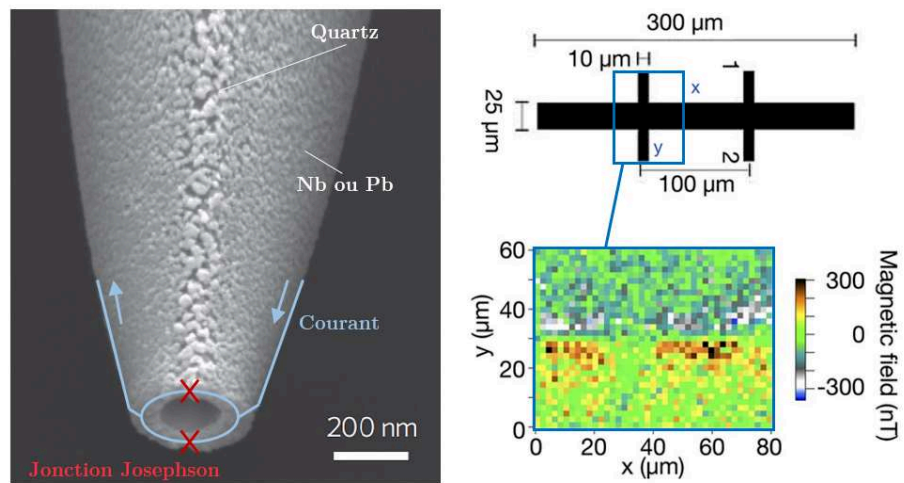 Quartz
Nb ou Pb
Courant
200 nm
Jonction Josephson
300 µm
10 µm
x
1
25 µm
y
2
100 µm
60
40
20
0
y (µm)
0 20 40 60 80
x (µm)
300
0
-300
Magnetic field (nT)